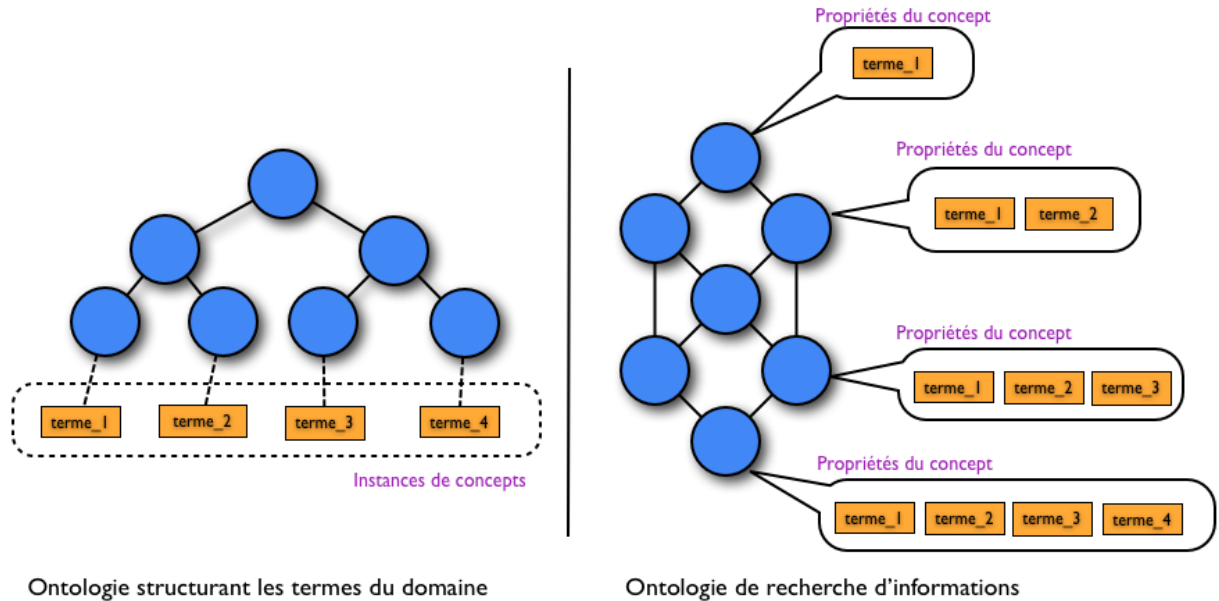 terme_1
terme_2
terme_3
terme_4
Instances de concepts
Ontologie structurant les termes du domaine
Propriétés du concept
terme_1
Propriétés du concept
terme_1 terme_2
Propriétés du concept
terme_1 terme_2 terme_3
Propriétés du concept
terme_1 terme_2 terme_3 terme_4
Ontologie de recherche d'informations